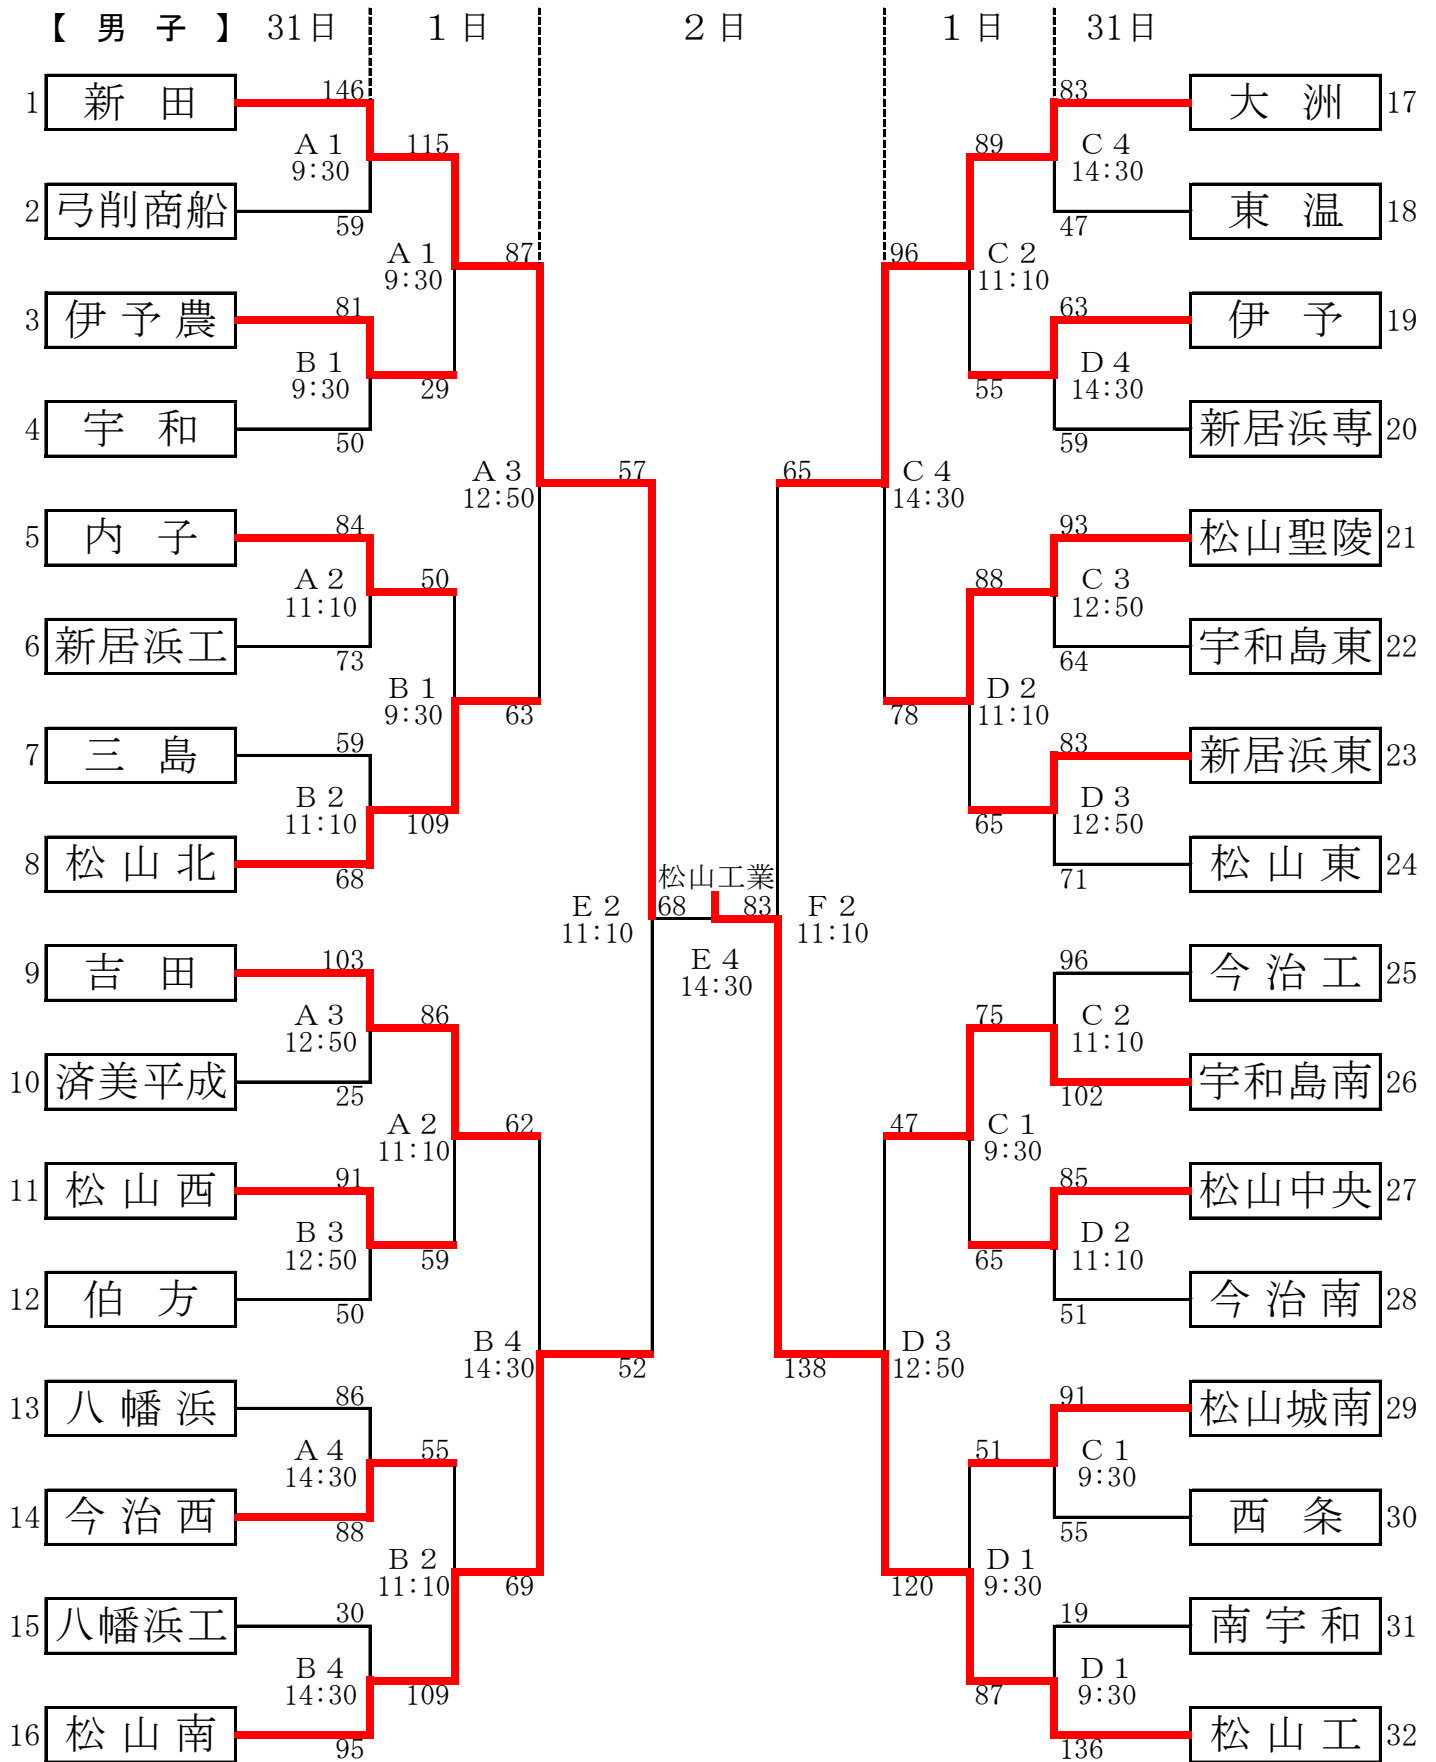 【 男 子 】 31日 １日 ２日 １日 31日
1 新 田 146 83 大 洲 17
A 1 115 89 C 4
9:30 14:30
2 弓削商船 59 47 東 温 18
A 1 87 96 C 2
9:30 11:10
3 伊 予 農 81 63 伊 予 19
B 1 D 4
9:30 29 55 14:30
4 宇 和 50 59 新居浜専 20
A 3 57 65 C 4
12:50 14:30
5 内 子 84 93 松山聖陵 21
A 2 50 88 C 3
11:10 12:50
6 新居浜工 73 64 宇和島東 22
B 1 D 2
9:30 63 78 11:10
7 三 島 59 83 新居浜東 23
B 2 D 3
11:10 109 65 12:50
8 松 山 北 68 71 松 山 東 24
松山工業
E 2 68 83 F 2
11:10 11:10
E 4
14:30
9 吉 田 103 96 今 治 工 25
A 3 86 75 C 2
12:50 11:10
10 済美平成 25 102 宇和島南 26
A 2 62 47 C 1
11:10 9:30
11 松 山 西 91 85 松山中央 27
B 3 D 2
12:50 59 65 11:10
12 伯 方 50 51 今 治 南 28
B 4 D 3
14:30 52 138 12:50
13 八 幡 浜 86 91 松山城南 29
A 4 55 51 C 1
14:30 9:30
14 今 治 西 88 55 西 条 30
B 2 D 1
11:10 69 120 9:30
15 八幡浜工 30 19 南 宇 和 31
B 4 D 1
14:30 109 87 9:30
16 松 山 南 95 136 松 山 工 32